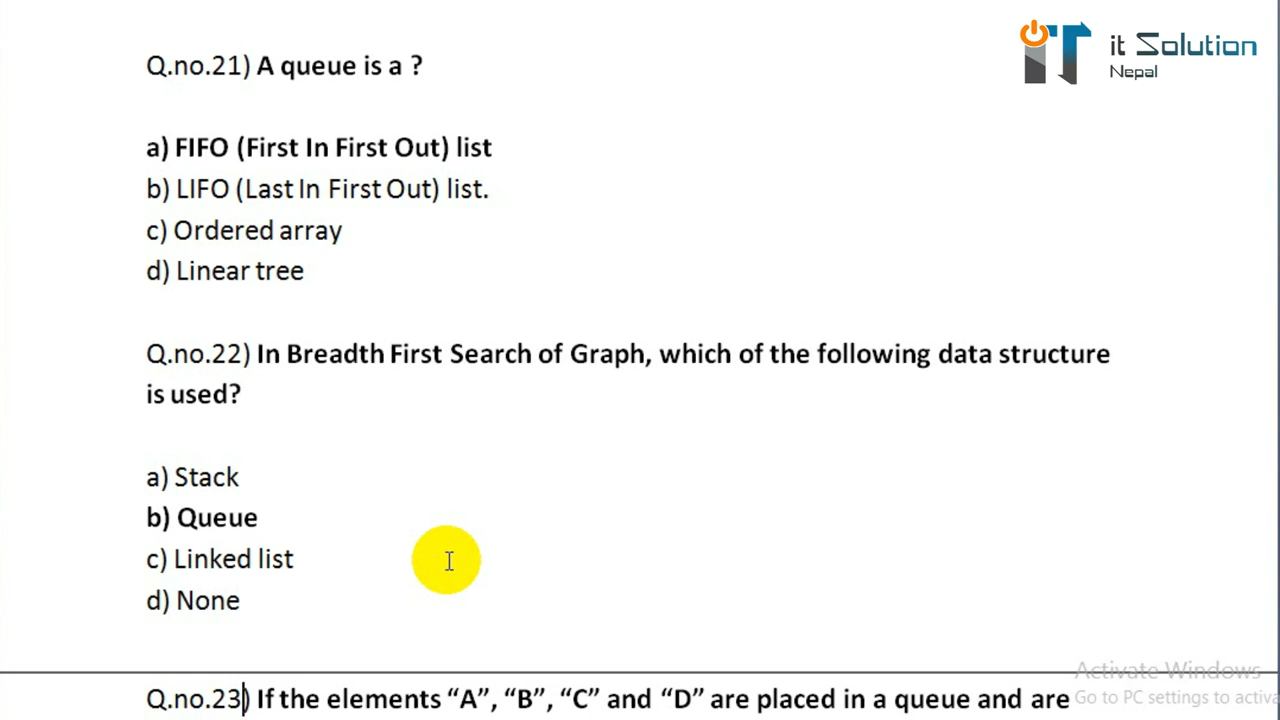 it Solution
Nepal
Q.no.21) A queue is a ?
a) FIFO (First In First Out) list
b) LIFO (Last In First Out) list.
c) Ordered array
d) Linear tree
Q.no.22) In Breadth First Search of Graph, which of the following data structure
is used?
a) Stack
b) Queue
c) Linked list
d) None
Activate Windows
Q.no.23) If the elements “A”, “B”, “C” and “D” are placed in a queue and are
Go to PC settings to activa